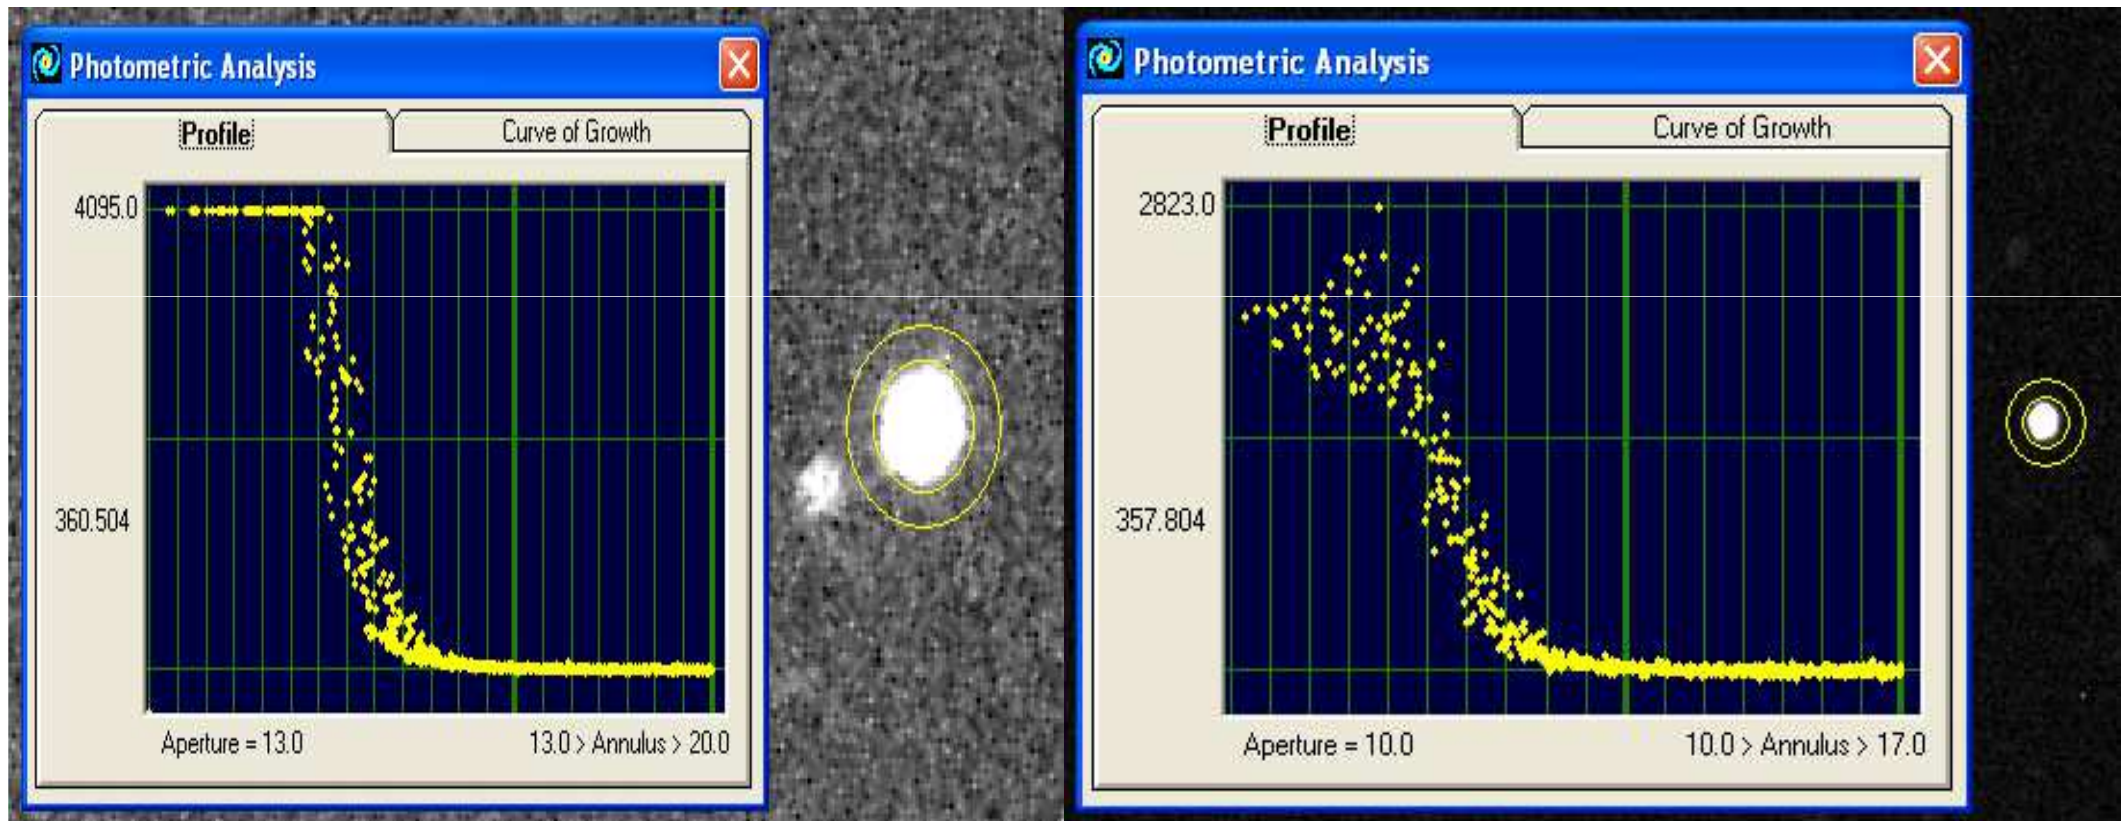 Photometric Analysis
Profile
Curve of Growth
4095.0
360.504
Aperture = 13.0
13.0 > Annulus > 20.0
Photometric Analysis
Profile
Curve of Growth
2823.0
357.804
Aperture = 10.0
10.0 > Annulus > 17.0